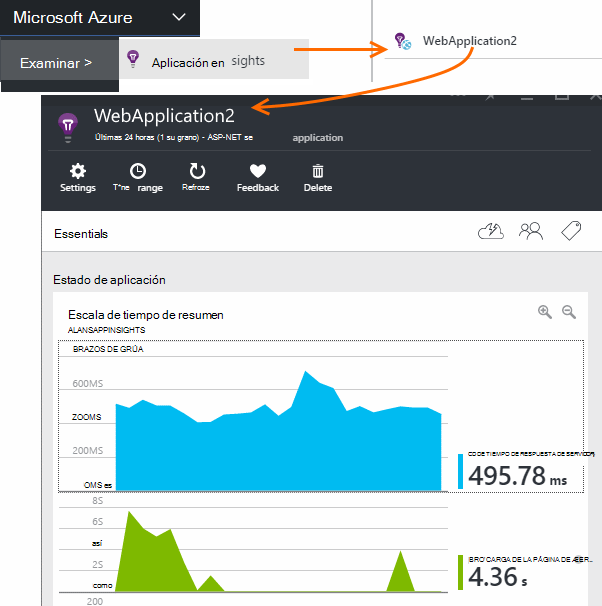 Microsoft Azure
Examinar >
Aplicación en sights
WebApplication2
WebApplication2
Últimas 24 horas (1 su grano) - ASP-NET se application
Settings
T*ne range
Refroze
Feedback
Delete
Essentials
Estado de aplicación
Escala de tiempo de resumen
ALANSAPPINSIGHTS
BRAZOS DE GRÚA
600MS
ZOOMS
200MS
OMS es
CO DE TIEMPO DE RESPUESTA DE SERVIDOR
495.78 ms
8S
6S
así
2S
como
BRO' CARGA DE LA PÁGINA DE
4.36 s
200